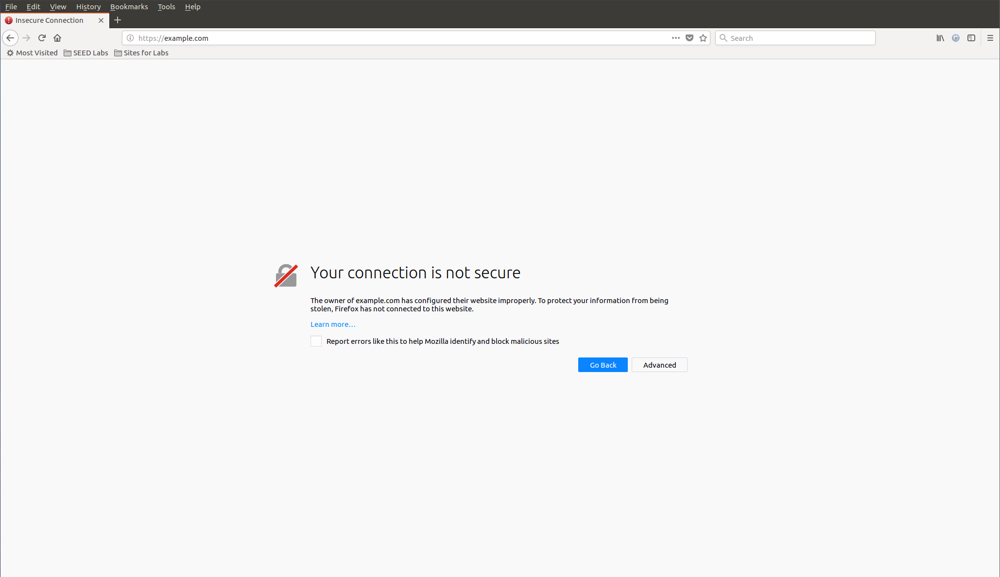 File Edit View History Bookmarks Tools Help
Insecure Connection
https://example.com
Search
Most Visited SEED Labs Sites for Labs
Your connection is not secure
The owner of example.com has configured their website improperly. To protect your information from being
stolen, Firefox has not connected to this website.
Learn more…
Report errors like this to help Mozilla identify and block malicious sites
Go Back Advanced